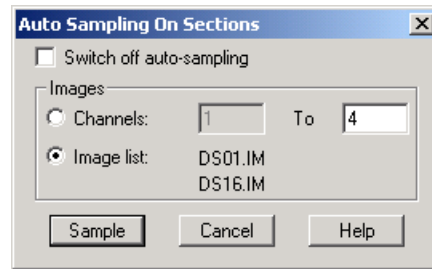 Auto Sampling On Sections
Switch off auto-sampling
Images
Channels: 1 To 4
Image list: DS01.IM
DS16.IM
Sample Cancel Help